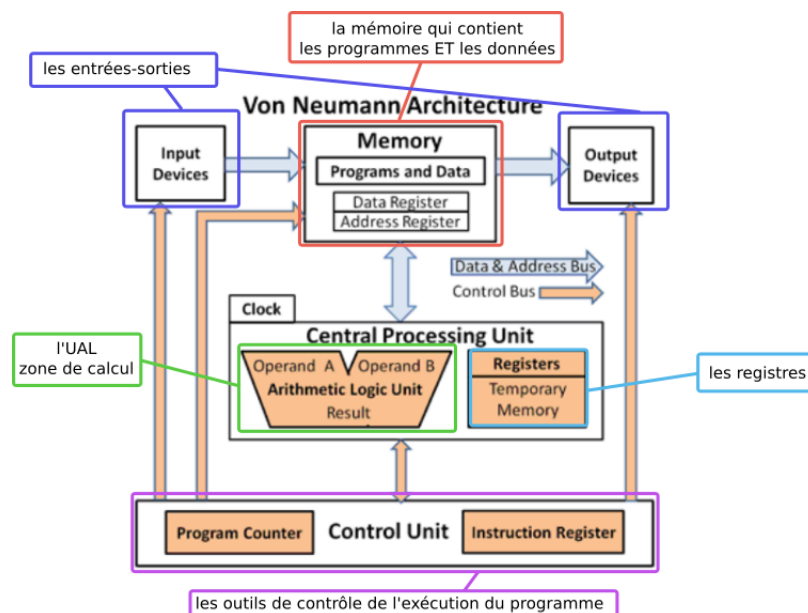 la mémoire qui contient
les programmes ET les données
les entrées-sorties
Von Neumann Architecture
Input
Devices
Memory
Programs and Data
Data Register
Address Register
Output
Devices
Data & Address Bus
Control Bus
Clock
Central Processing Unit
l'UAL
zone de calcul
Operand A
Operand B
Arithmetic Logic Unit
Result
Registers
Temporary
Memory
les registres
Program Counter
Control Unit
Instruction Register
les outils de contrôle de l'exécution du programme